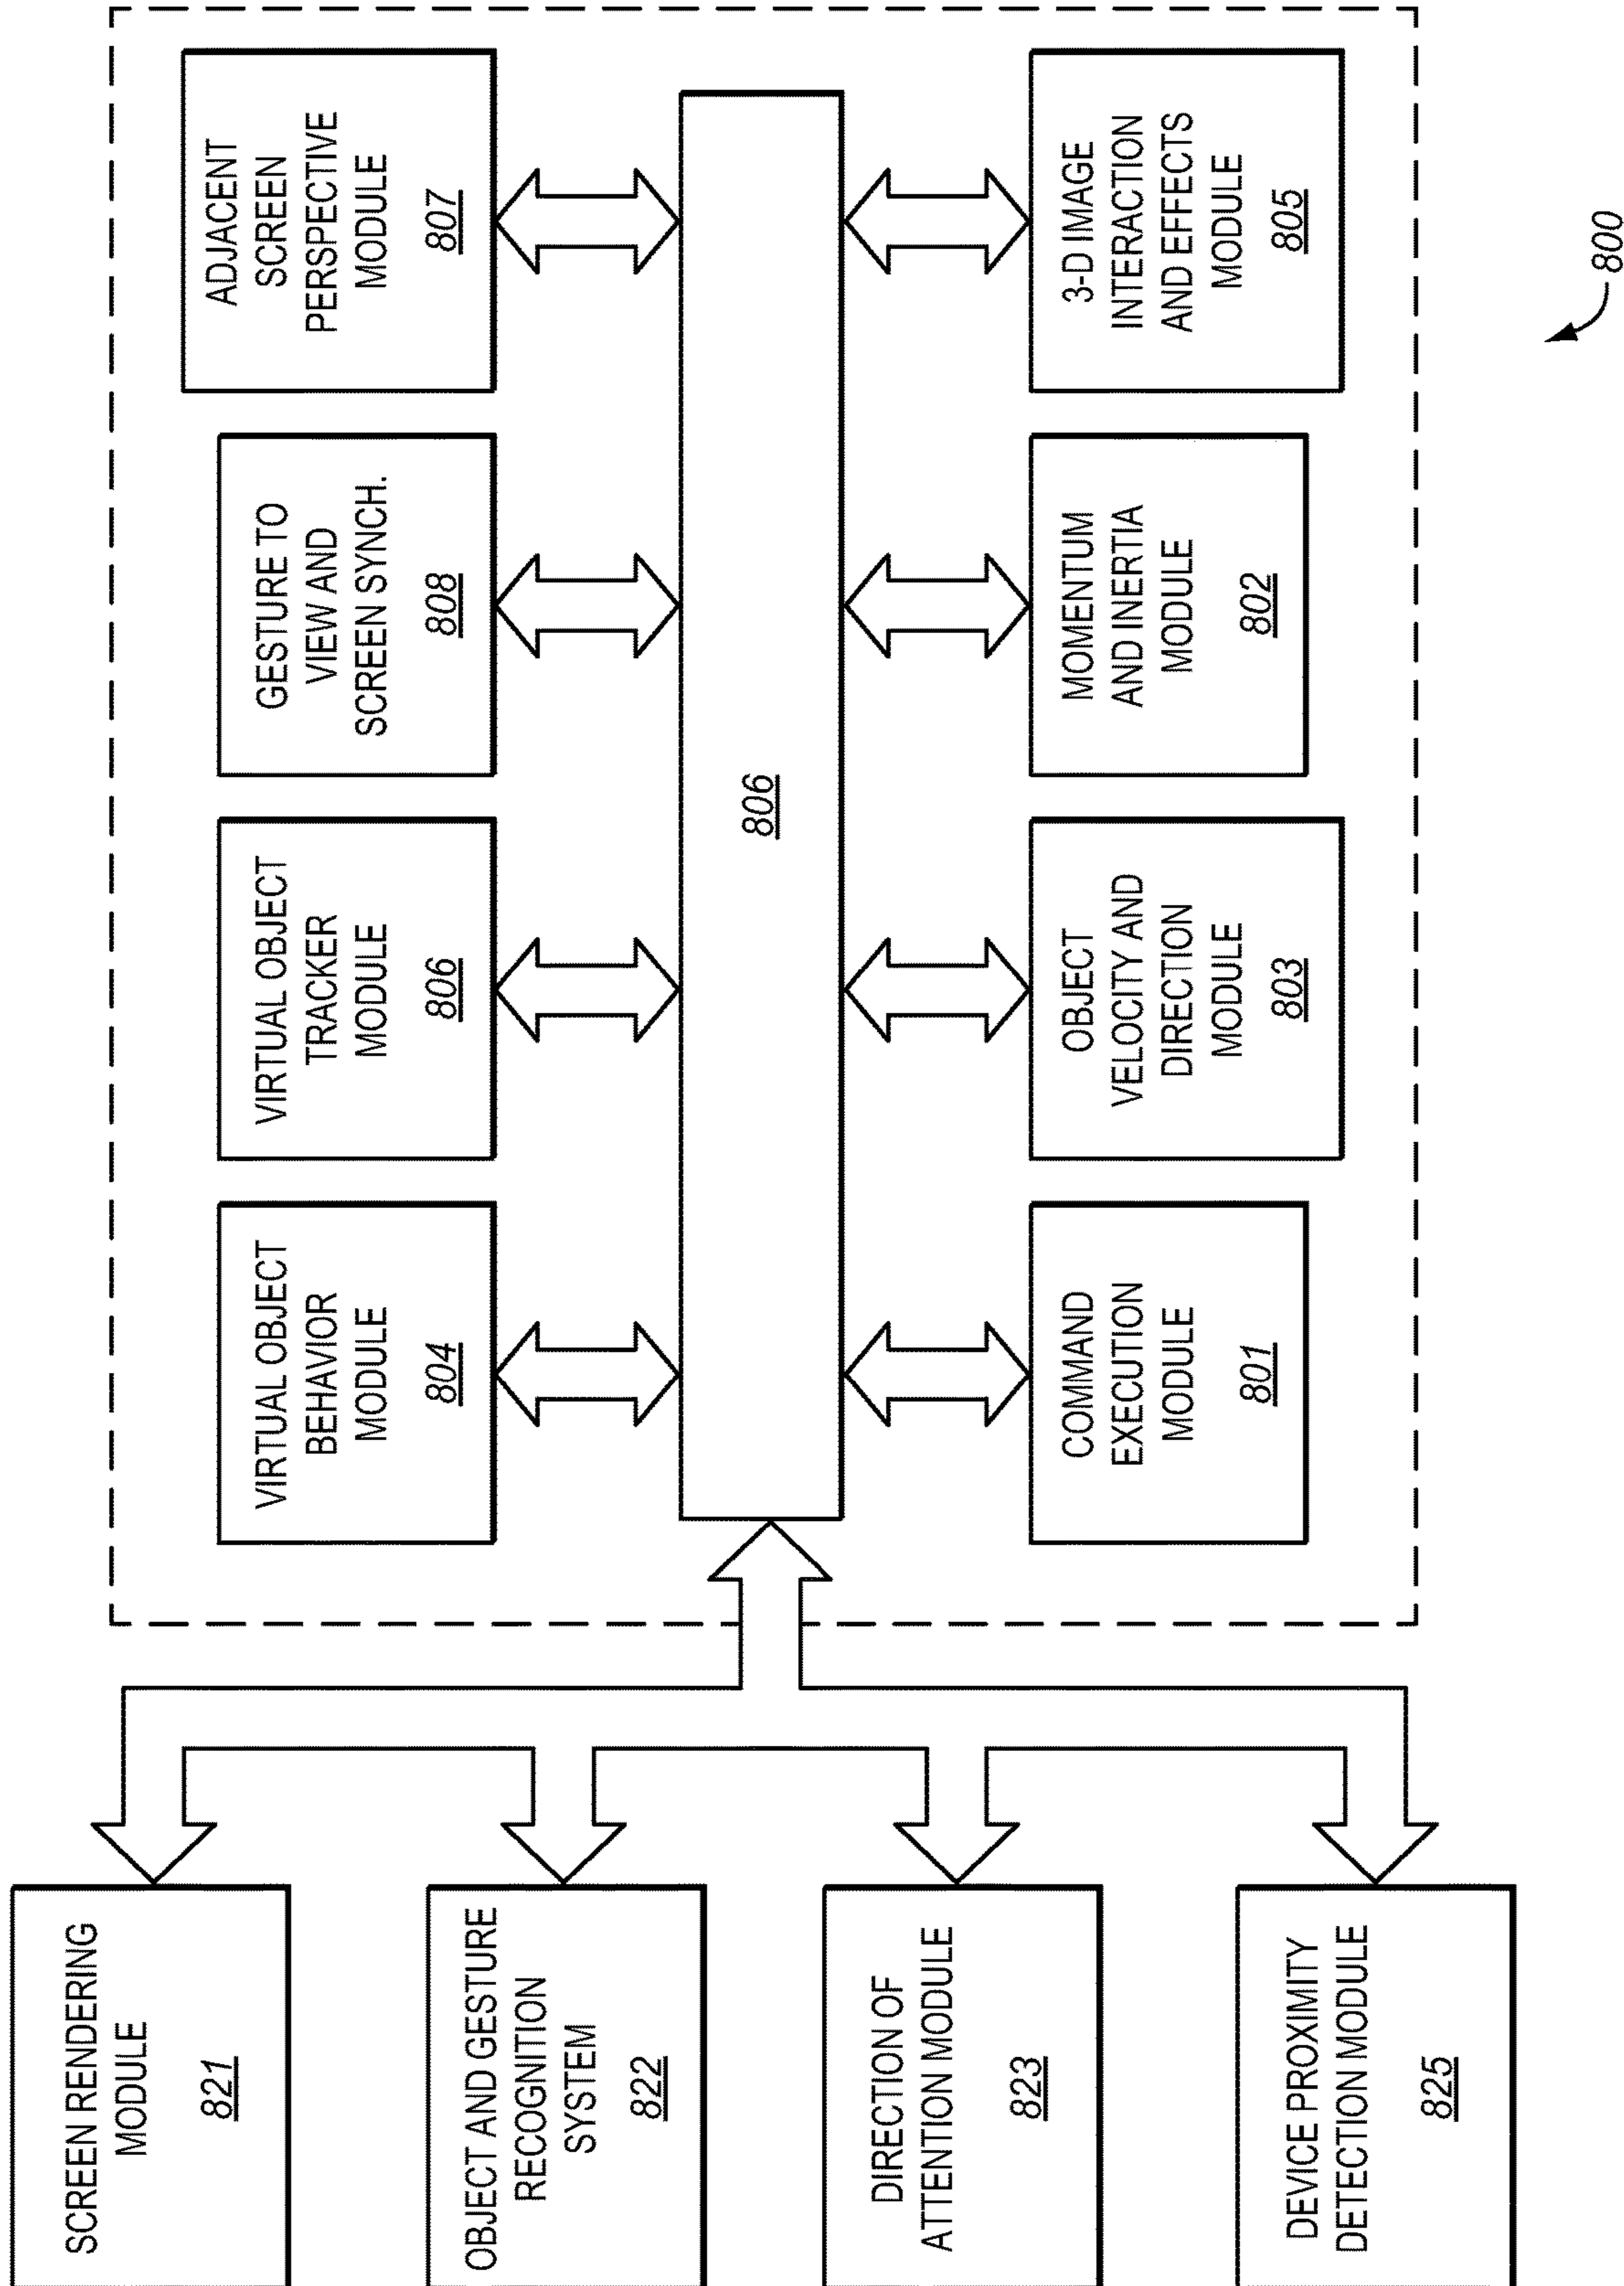 SCREEN RENDERING
MODULE
821
OBJECT AND GESTURE
RECOGNITION
SYSTEM
822
DIRECTION OF
ATTENTION MODULE
823
DEVICE PROXIMITY
DETECTION MODULE
825
VIRTUAL OBJECT
BEHAVIOR
MODULE
804
VIRTUAL OBJECT
TRACKER
MODULE
806
GESTURE TO
VIEW AND
SCREEN SYNCH.
808
ADJACENT
SCREEN
PERSPECTIVE
MODULE
807
806
COMMAND
EXECUTION
MODULE
801
OBJECT
VELOCITY AND
DIRECTION
MODULE
803
MOMENTUM
AND INERTIA
MODULE
802
3-D IMAGE
INTERACTION
AND EFFECTS
MODULE
805
800